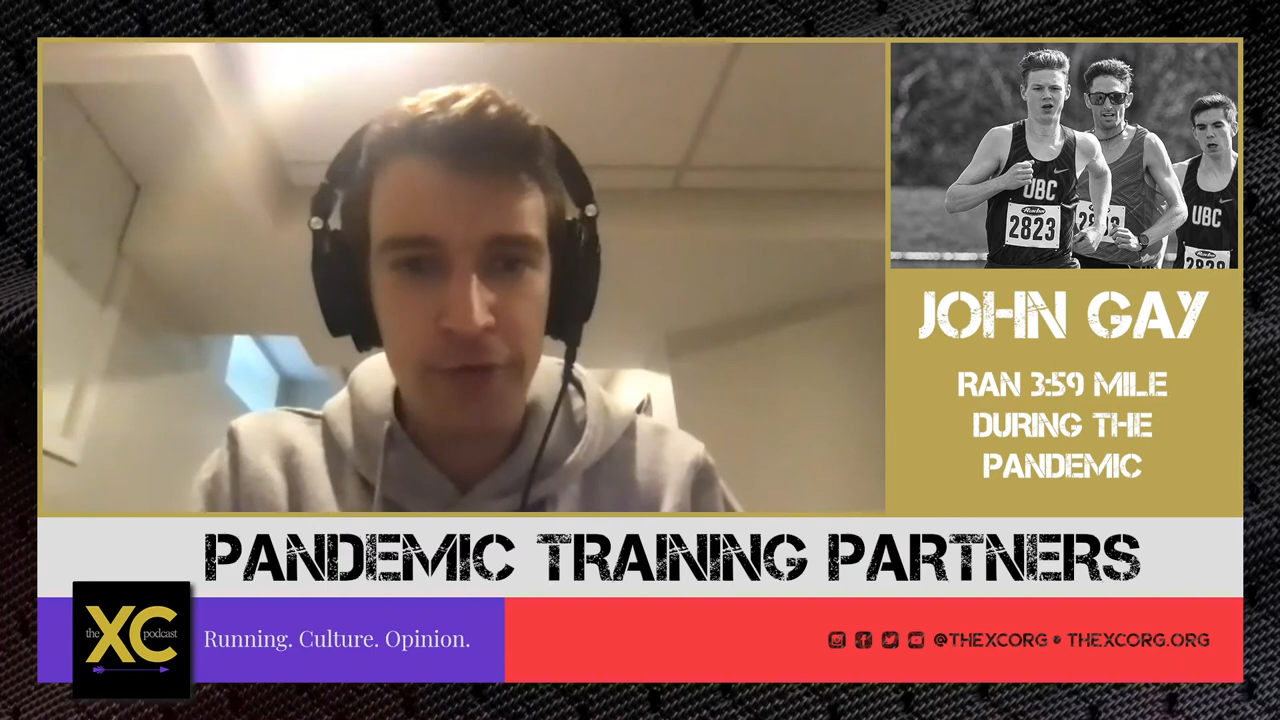 UBC
2823
UBC
JOHN GAY
RAN 3:59 MILE
DURING THE
PANDEMIC
PANDEMIC TRAINING PARTNERS
the XC podcast
Running. Culture. Opinion.
@THEXCORG • THEXCORG.ORG